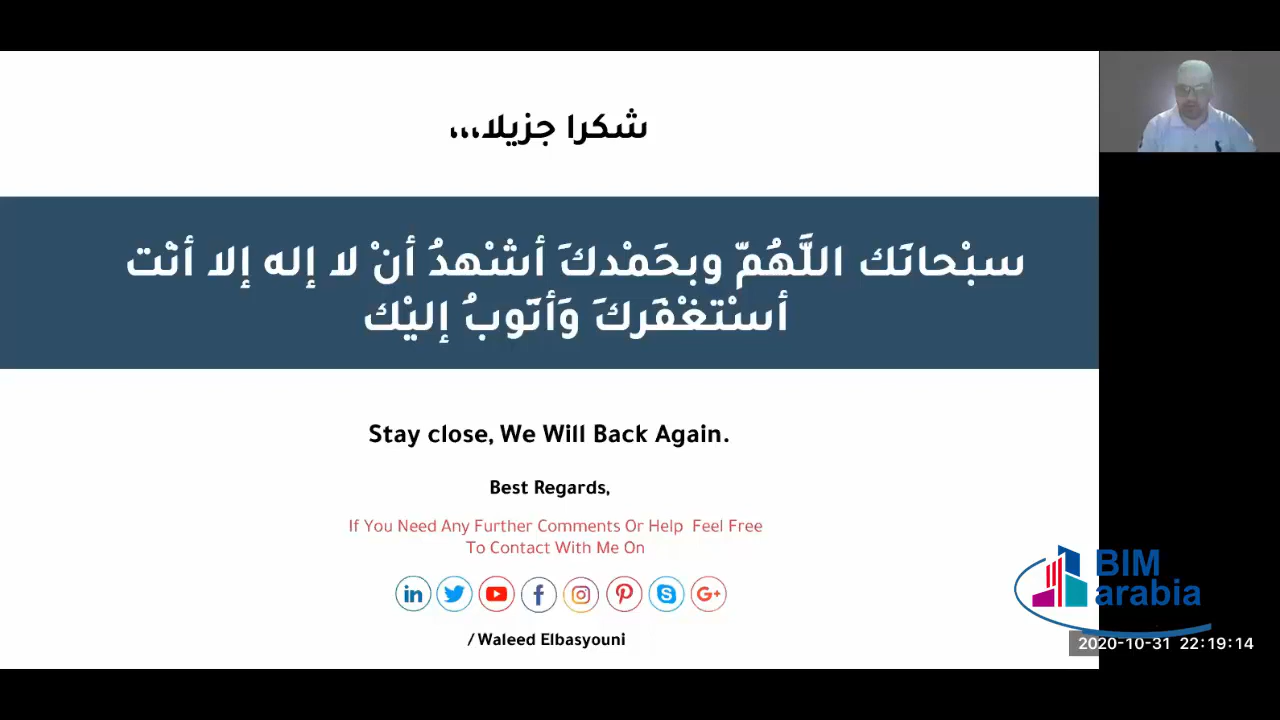 شكرا جزيلا،،،
سبْحانَك اللَّهُمّ وبحَمْدكَ أشْهدُ أنْ لا إله إلا أنْت
أسْتغْفَركَ وَأتوبُ إليْك
Stay close, We Will Back Again.
Best Regards,
If You Need Any Further Comments Or Help Feel Free
To Contact With Me On
/ Waleed Elbasyouni
BIM
arabia
2020-10-31 22:19:14